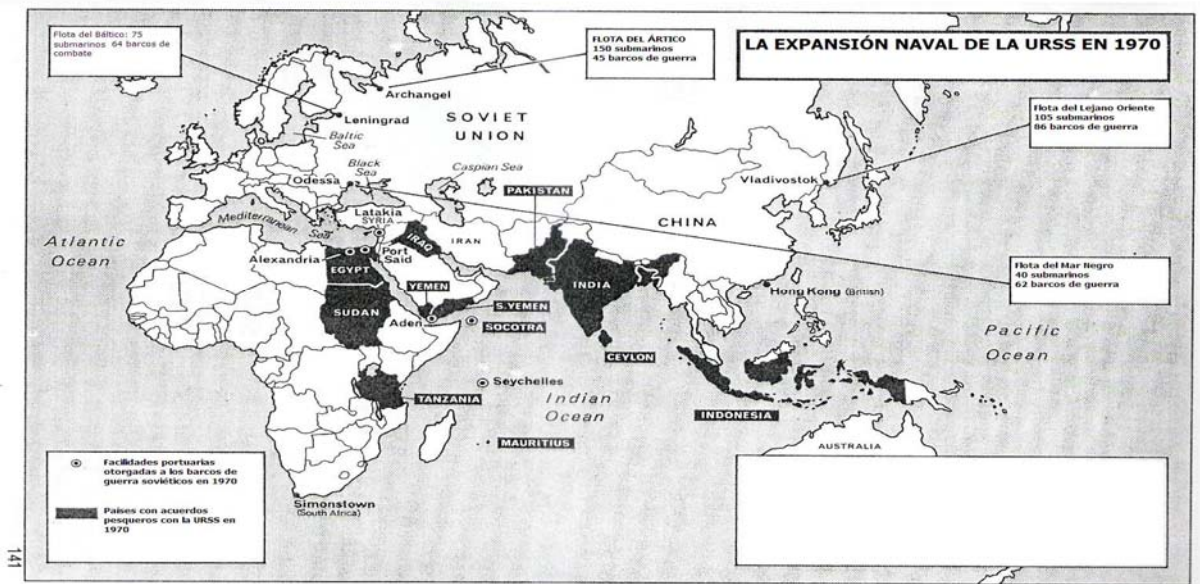 Flota del Báltico: 75
submarinos 64 barcos de
combate
FLOTA DEL ÁRTICO
150 submarinos
45 barcos de guerra
LA EXPANSIÓN NAVAL DE LA URSS EN 1970
Archangel
Flota del Lejano Oriente
105 submarinos
86 barcos de guerra
Leningrad
SOVIET
UNION
Baltic
Sea
Black
Sea
Caspian Sea
Odessa
PAKISTAN
Vladivostok
Mediterranean
Sea
Latakia
SYRIA
CHINA
Atlantic
Ocean
IRAQ
IRAN
Alexandria
Port
Said
EGYPT
Flota del Mar Negro
40 submarinos
62 barcos de guerra
YEMEN
INDIA
Hong Kong (British)
SUDAN
S.YEMEN
Aden
SOCOTRA
Pacific
Ocean
CEYLON
Seychelles
TANZANIA
Indian
Ocean
INDONESIA
MAURITIUS
AUSTRALIA
Facilidades portuarias
otorgadas a los barcos de
guerra soviéticos en 1970
Países con acuerdos
pesqueros con la URSS en
1970
Simonstown
(South Africa)
141